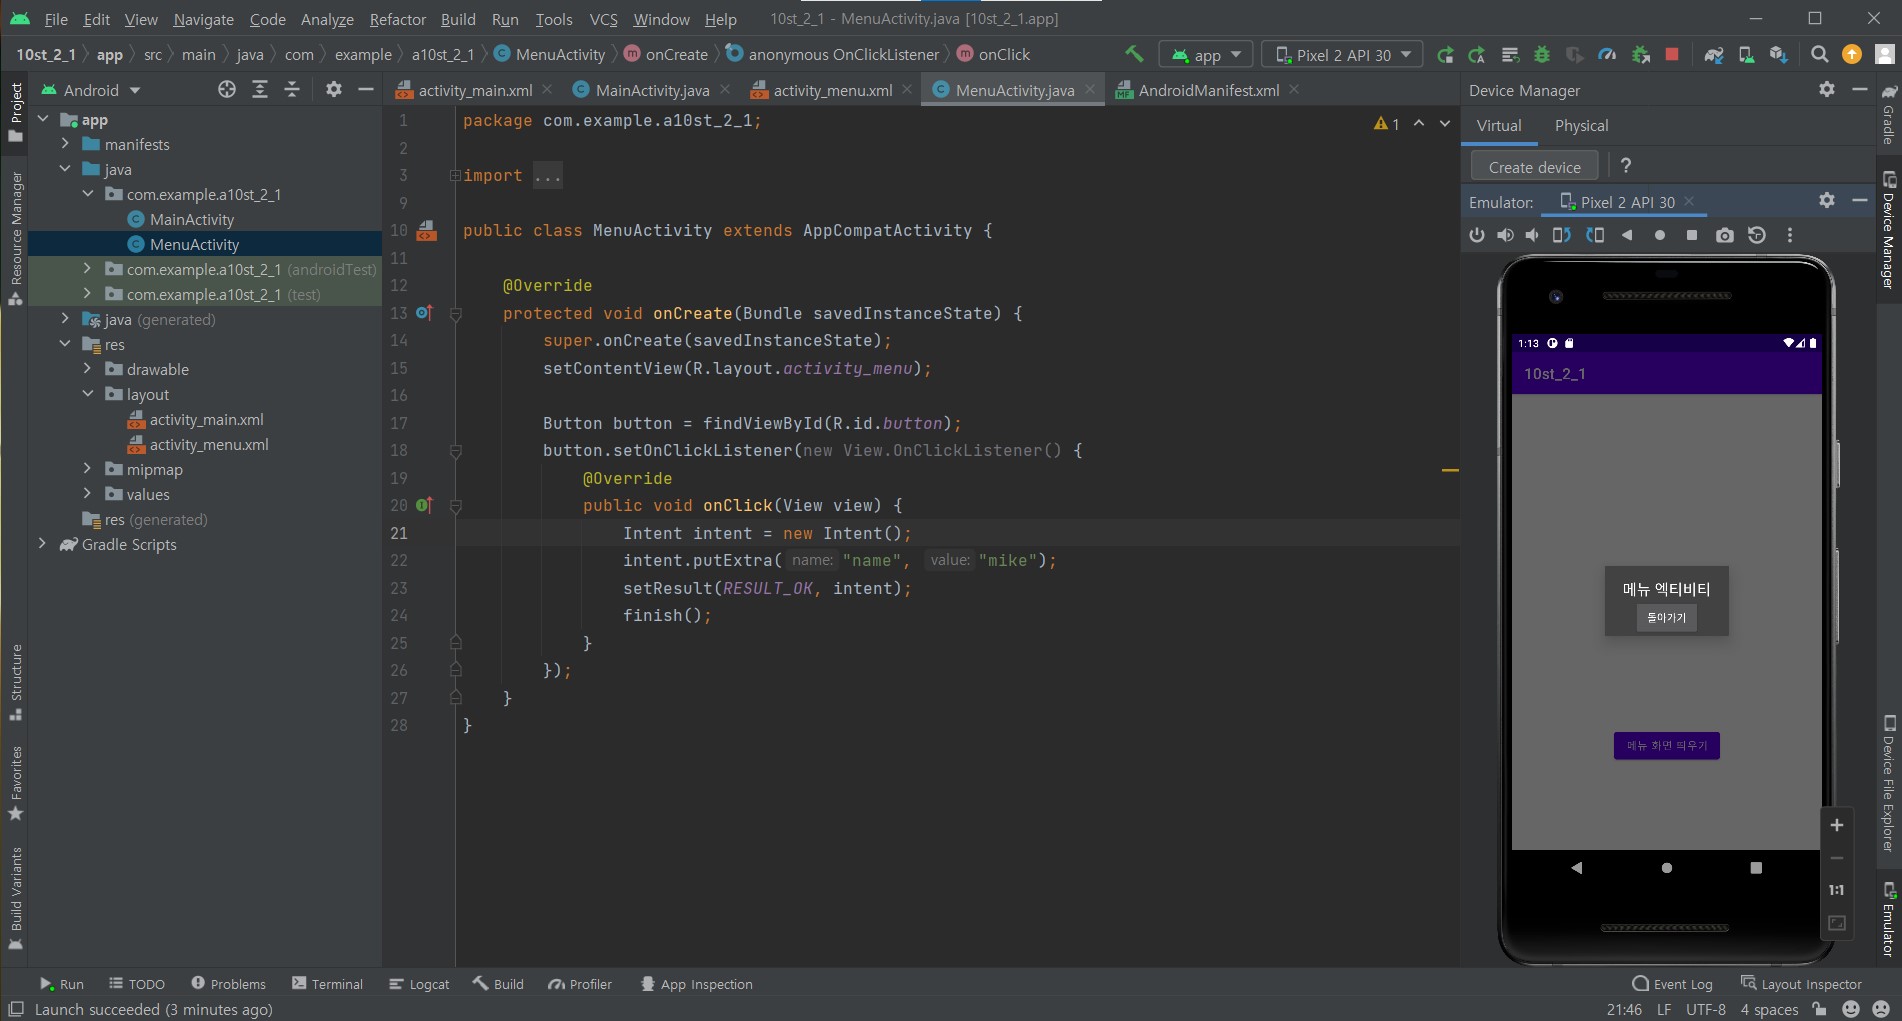 File Edit View Navigate Code Analyze Refactor Build Run Tools VCS Window Help 10st_2_1 - MenuActivity.java [10st_2_1.app]
10st_2_1 app src main java com example a10st_2_1 MenuActivity onCreate anonymous OnClickListener onClick app Pixel 2 API 30
Project
Resource Manager
Structure
Favorites
Build Variants
Android
app
manifests
java
com.example.a10st_2_1
MainActivity
MenuActivity
com.example.a10st_2_1 (androidTest)
com.example.a10st_2_1 (test)
java (generated)
res
drawable
layout
activity_main.xml
activity_menu.xml
mipmap
values
res (generated)
Gradle Scripts
activity_main.xml MainActivity.java activity_menu.xml MenuActivity.java AndroidManifest.xml
1 package com.example.a10st_2_1; 1
2
3 import ...
9
10 public class MenuActivity extends AppCompatActivity {
11
12 @Override
13 protected void onCreate(Bundle savedInstanceState) {
14 super.onCreate(savedInstanceState);
15 setContentView(R.layout.activity_menu);
16
17 Button button = findViewById(R.id.button);
18 button.setOnClickListener(new View.OnClickListener() {
19 @Override
20 public void onClick(View view) {
21 Intent intent = new Intent();
22 intent.putExtra( name: "name", value: "mike");
23 setResult(RESULT_OK, intent);
24 finish();
25 }
26 });
27 }
28 }
Device Manager
Virtual Physical
Create device ?
Emulator: Pixel 2 API 30
1:13
10st_2_1
메뉴 엑티비티
돌아가기
메뉴 화면 띄우기
1:1
Gradle
Device Manager
Device File Explorer
Emulator
Run TODO Problems Terminal Logcat Build Profiler App Inspection Event Log Layout Inspector
Launch succeeded (3 minutes ago) 21:46 LF UTF-8 4 spaces